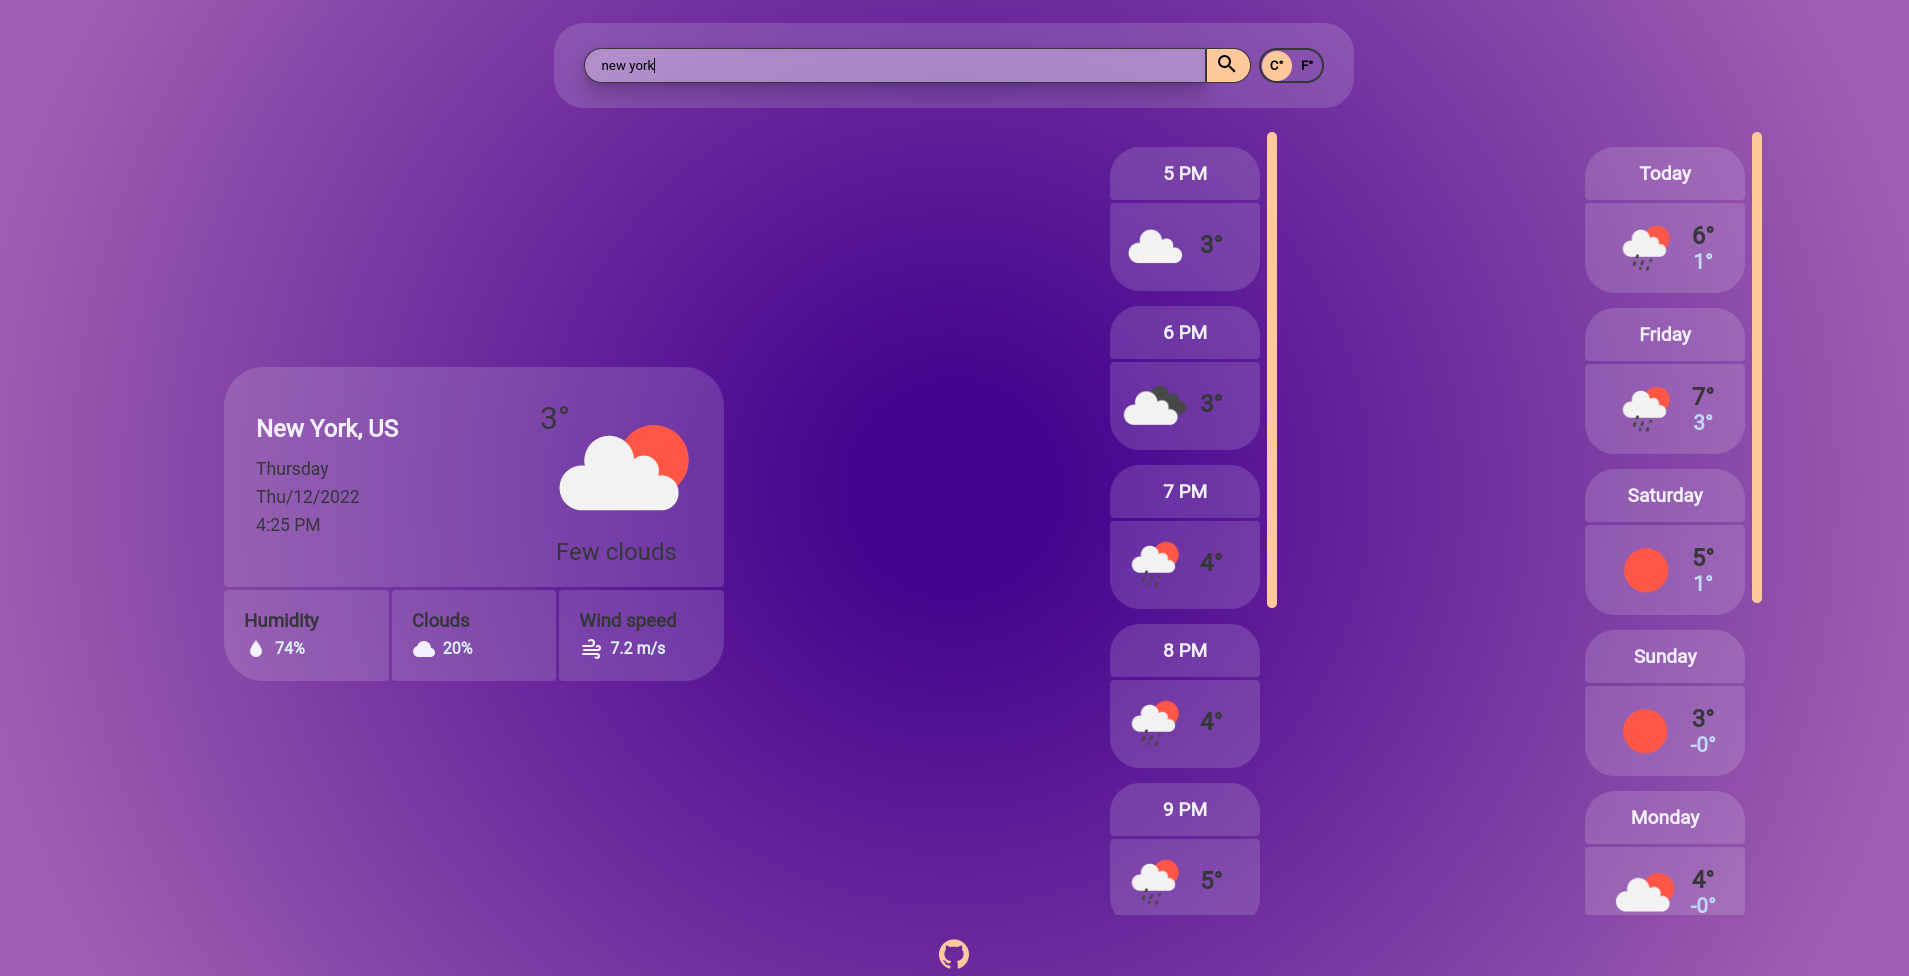 new york
C°
F°
New York, US
Thursday
Thu/12/2022
4:25 PM
3°
Few clouds
Humidity
74%
Clouds
20%
Wind speed
7.2 m/s
5 PM
3°
6 PM
3°
7 PM
4°
8 PM
4°
9 PM
5°
Today
6°
1°
Friday
7°
3°
Saturday
5°
1°
Sunday
3°
-0°
Monday
4°
-0°